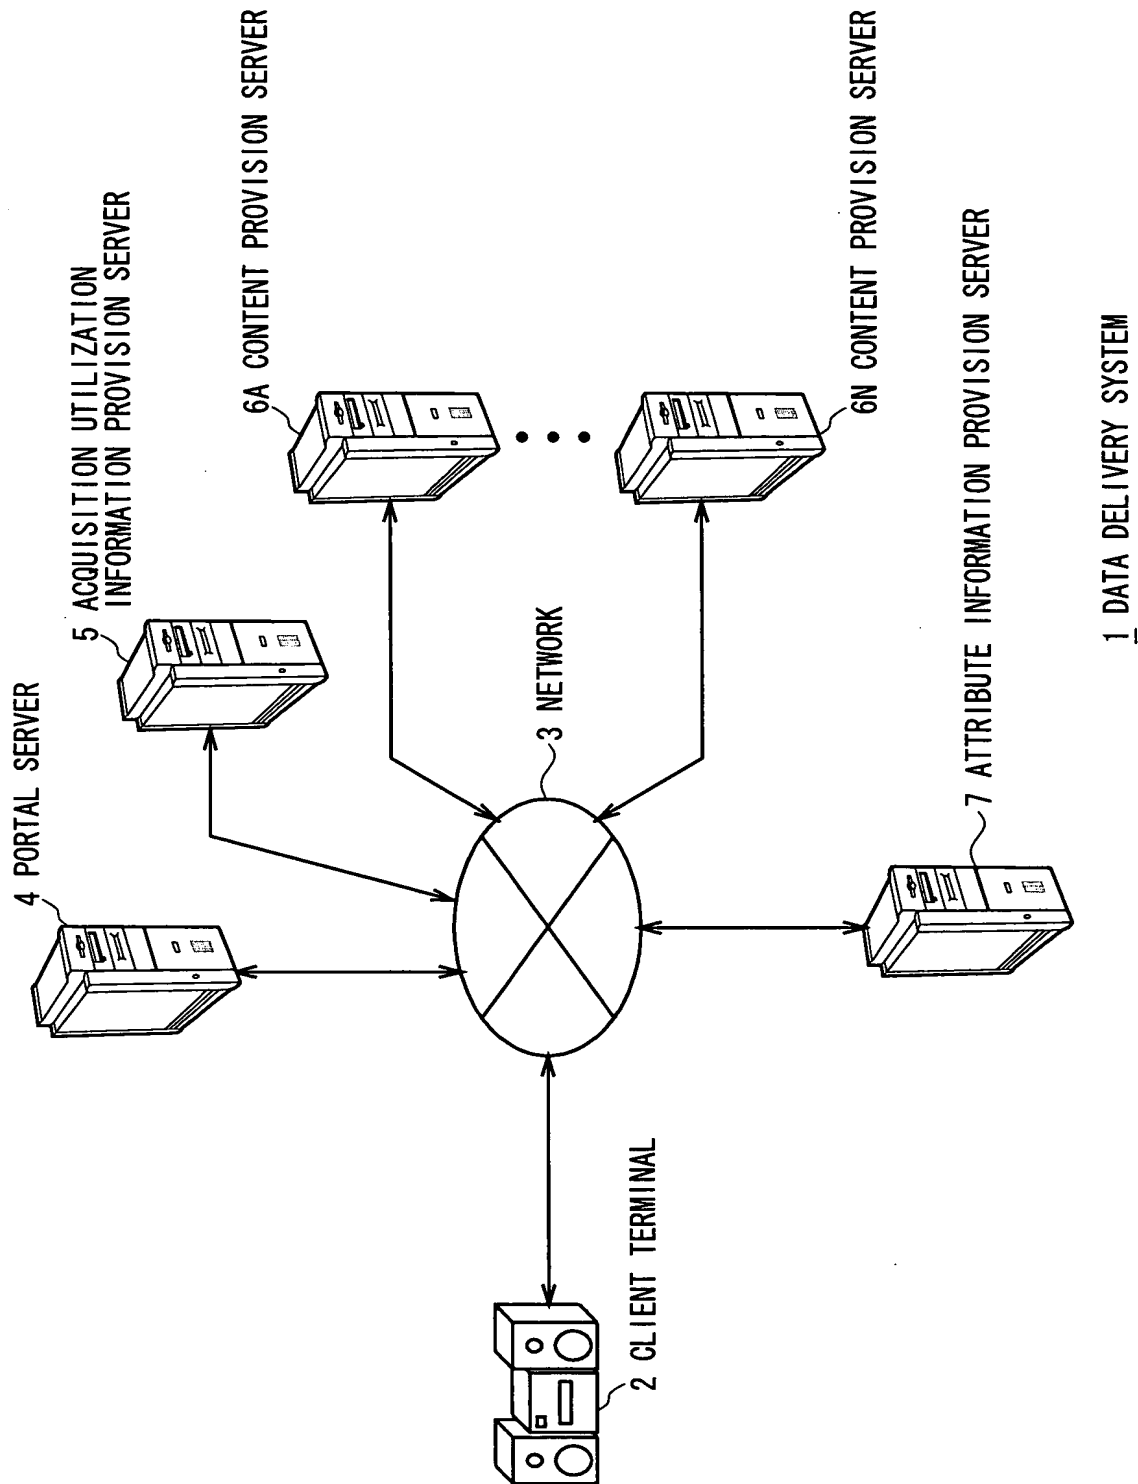 4 PORTAL SERVER
5 ACQUISITION UTILIZATION
INFORMATION PROVISION SERVER
6A CONTENT PROVISION SERVER
3 NETWORK
6N CONTENT PROVISION SERVER
2 CLIENT TERMINAL
7 ATTRIBUTE INFORMATION PROVISION SERVER
1 DATA DELIVERY SYSTEM